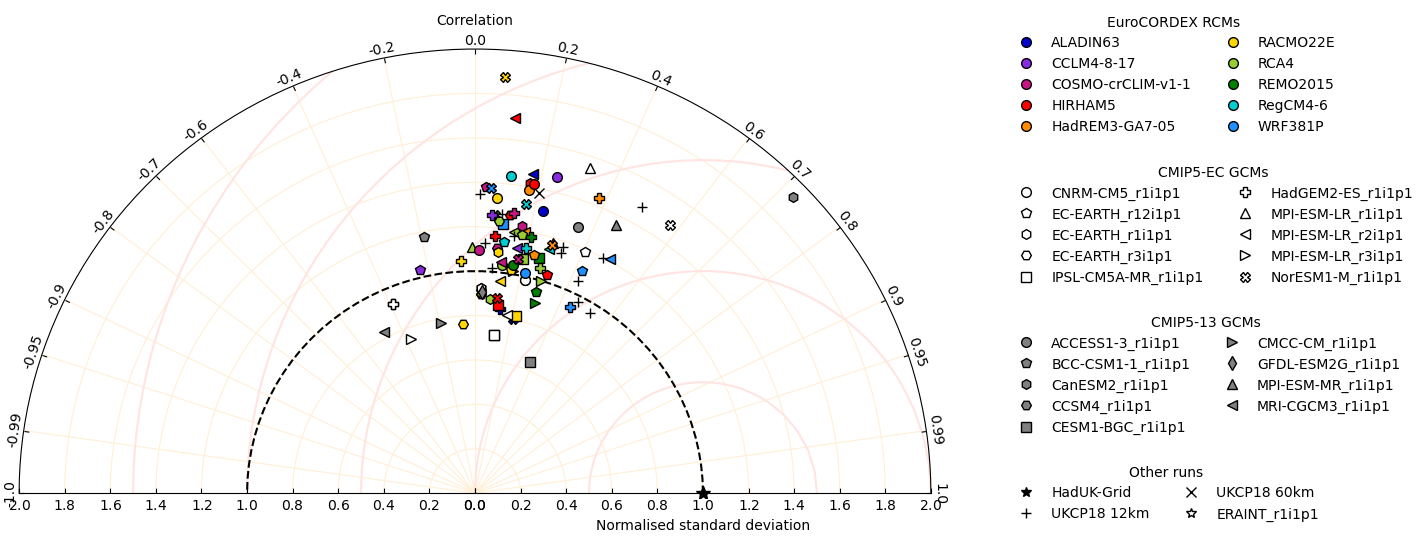 Correlation
0.0
-0.2
0.2
-0.4
0.4
-0.6
0.6
-0.7
0.7
-0.8
0.8
-0.9
0.9
-0.95
0.95
-0.99
0.99
1.0
1.0
2.0 1.8 1.6 1.4 1.2 1.0 0.8 0.6 0.4 0.2 0.0 0.0 0.2 0.4 0.6 0.8 1.0 1.2 1.4 1.6 1.8 2.0
Normalised standard deviation
EuroCORDEX RCMs
ALADIN63
CCLM4-8-17
COSMO-crCLIM-v1-1
HIRHAM5
HadREM3-GA7-05
RACMO22E
RCA4
REMO2015
RegCM4-6
WRF381P
CMIP5-EC GCMs
CNRM-CM5_r1i1p1
EC-EARTH_r12i1p1
EC-EARTH_r1i1p1
EC-EARTH_r3i1p1
IPSL-CM5A-MR_r1i1p1
HadGEM2-ES_r1i1p1
MPI-ESM-LR_r1i1p1
MPI-ESM-LR_r2i1p1
MPI-ESM-LR_r3i1p1
NorESM1-M_r1i1p1
CMIP5-13 GCMs
ACCESS1-3_r1i1p1
BCC-CSM1-1_r1i1p1
CanESM2_r1i1p1
CCSM4_r1i1p1
CESM1-BGC_r1i1p1
CMCC-CM_r1i1p1
GFDL-ESM2G_r1i1p1
MPI-ESM-MR_r1i1p1
MRI-CGCM3_r1i1p1
Other runs
HadUK-Grid
UKCP18 12km
UKCP18 60km
ERAINT_r1i1p1